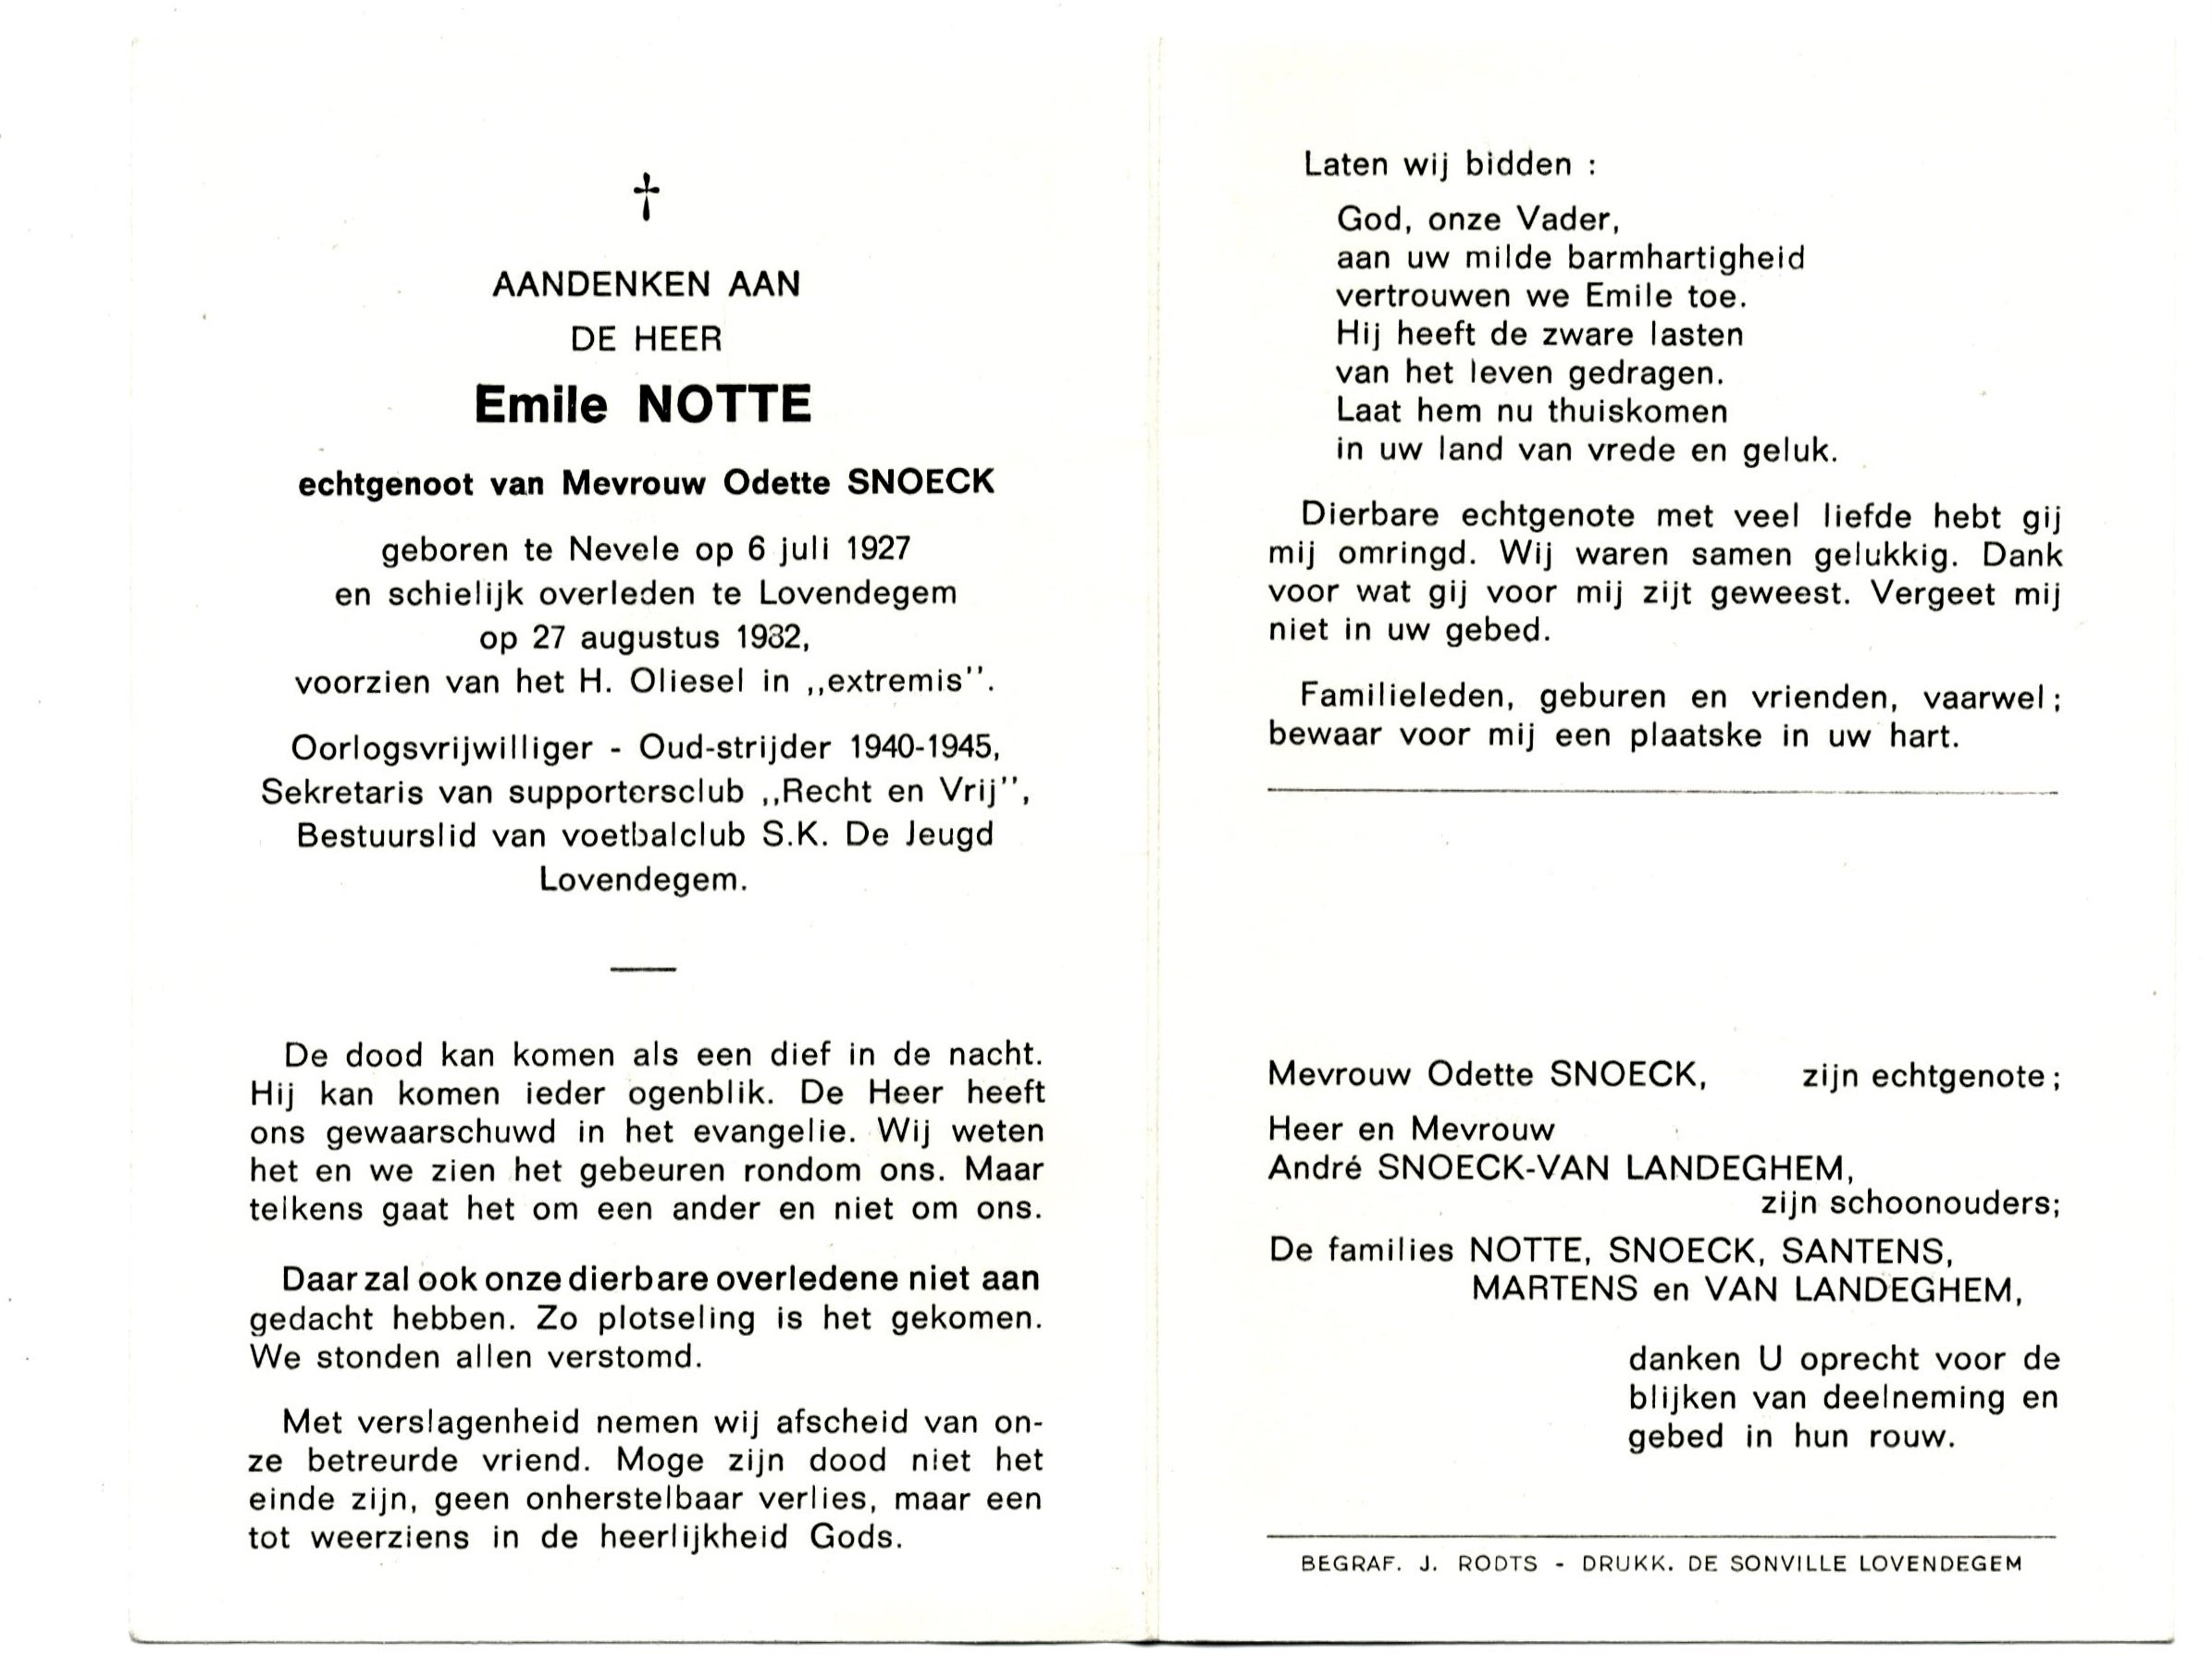 †
AANDENKEN AAN
DE HEER
Emile NOTTE
echtgenoot van Mevrouw Odette SNOECK
geboren te Nevele op 6 juli 1927
en schielijk overleden te Lovendegem
op 27 augustus 1982,
voorzien van het H. Oliesel in ,,extremis''.
Oorlogsvrijwilliger - Oud-strijder 1940-1945,
Sekretaris van supportersclub ,,Recht en Vrij'',
Bestuurslid van voetbalclub S.K. De Jeugd
Lovendegem.
De dood kan komen als een dief in de nacht.
Hij kan komen ieder ogenblik. De Heer heeft
ons gewaarschuwd in het evangelie. Wij weten
het en we zien het gebeuren rondom ons. Maar
telkens gaat het om een ander en niet om ons.
Daar zal ook onze dierbare overledene niet aan
gedacht hebben. Zo plotseling is het gekomen.
We stonden allen verstomd.
Met verslagenheid nemen wij afscheid van on-
ze betreurde vriend. Moge zijn dood niet het
einde zijn, geen onherstelbaar verlies, maar een
tot weerziens in de heerlijkheid Gods.
Laten wij bidden :
God, onze Vader,
aan uw milde barmhartigheid
vertrouwen we Emile toe.
Hij heeft de zware lasten
van het leven gedragen.
Laat hem nu thuiskomen
in uw land van vrede en geluk.
Dierbare echtgenote met veel liefde hebt gij
mij omringd. Wij waren samen gelukkig. Dank
voor wat gij voor mij zijt geweest. Vergeet mij
niet in uw gebed.
Familieleden, geburen en vrienden, vaarwel;
bewaar voor mij een plaatske in uw hart.
Mevrouw Odette SNOECK, zijn echtgenote;
Heer en Mevrouw
André SNOECK-VAN LANDEGHEM,
zijn schoonouders;
De families NOTTE, SNOECK, SANTENS,
MARTENS en VAN LANDEGHEM,
danken U oprecht voor de
blijken van deelneming en
gebed in hun rouw.
BEGRAF. J. RODTS - DRUKK. DE SONVILLE LOVENDEGEM